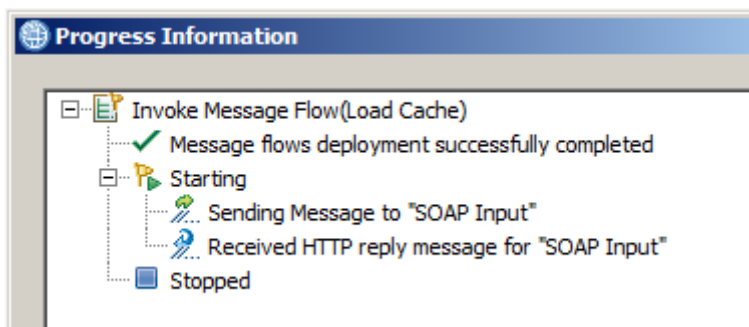 Progress Information
Invoke Message Flow(Load Cache)
Message flows deployment successfully completed
Starting
Sending Message to "SOAP Input"
Received HTTP reply message for "SOAP Input"
Stopped